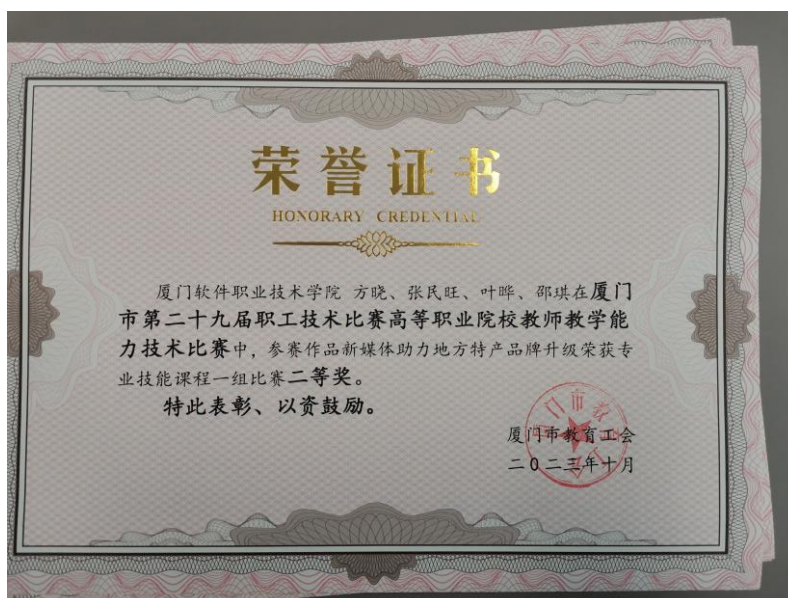 荣誉证书
HONORARY CREDENTIAL
厦门软件职业技术学院 方晓、张民旺、叶晔、邵琪在厦门
市第二十九届职工技术比赛高等职业院校教师教学能
力技术比赛中，参赛作品新媒体助力地方特产品牌升级荣获专
业技能课程一组比赛二等奖。
特此表彰、以资鼓励。
厦门市教育工会
二0二三年十月